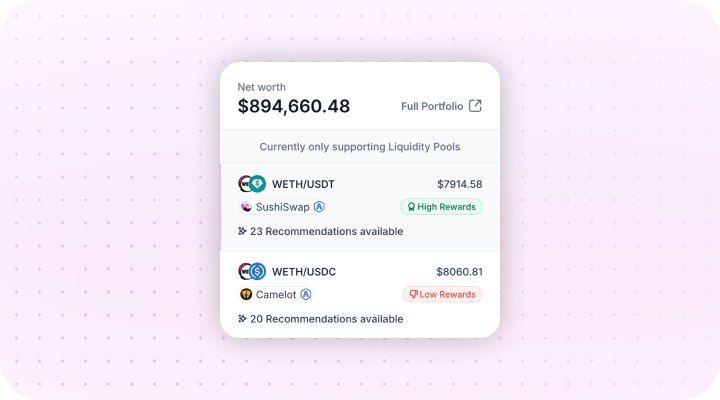 Net worth
$894,660.48
Full Portfolio
Currently only supporting Liquidity Pools
WETH/USDT
$7914.58
SushiSwap
High Rewards
23 Recommendations available
WETH/USDC
$8060.81
Camelot
Low Rewards
20 Recommendations available